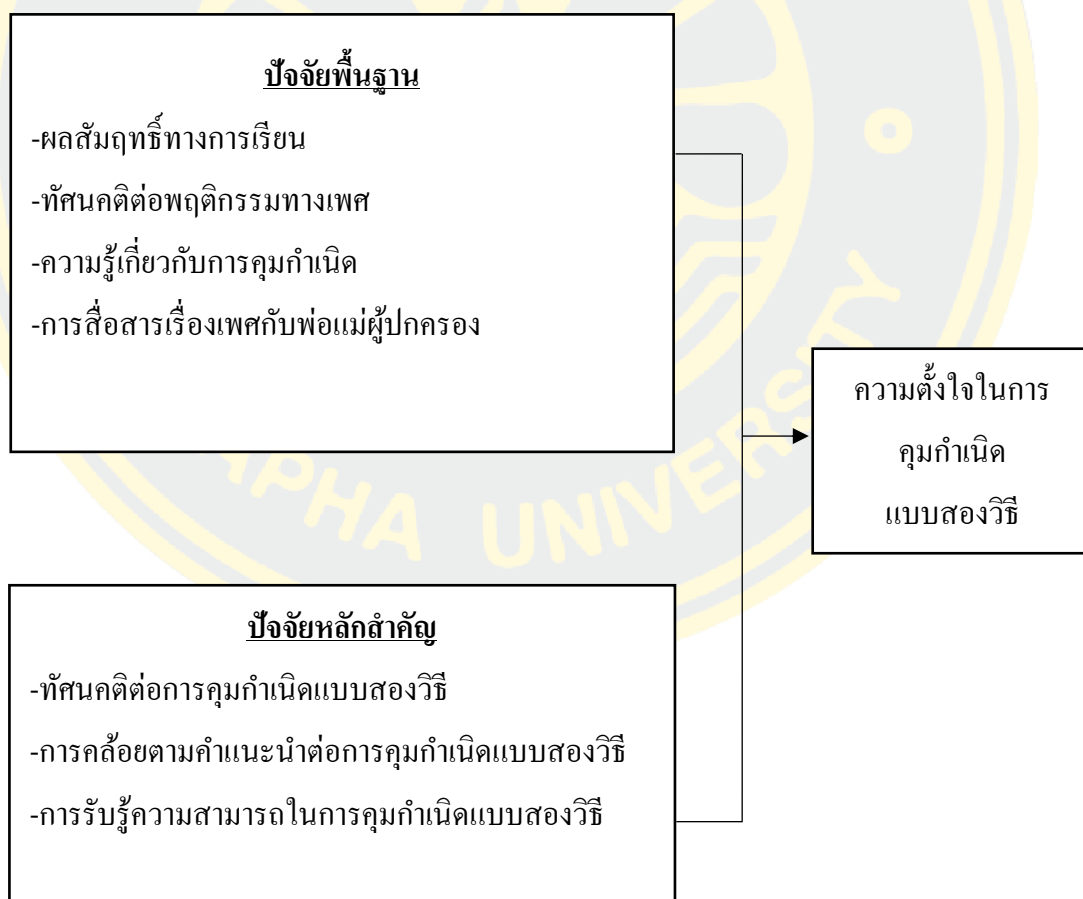 ปัจจัยพื้นฐาน
-ผลสัมฤทธิ์ทางการเรียน
-ทัศนคติต่อพฤติกรรมทางเพศ
-ความรู้เกี่ยวกับการคุมกำเนิด
-การสื่อสารเรื่องเพศกับพ่อแม่ผู้ปกครอง
ความตั้งใจในการ
คุมกำเนิด
แบบสองวิธี
ปัจจัยหลักสำคัญ
-ทัศนคติต่อการคุมกำเนิดแบบสองวิธี
-การคล้อยตามคำแนะนำต่อการคุมกำเนิดแบบสองวิธี
-การรับรู้ความสามารถในการคุมกำเนิดแบบสองวิธี
APHA UNIVERSITY